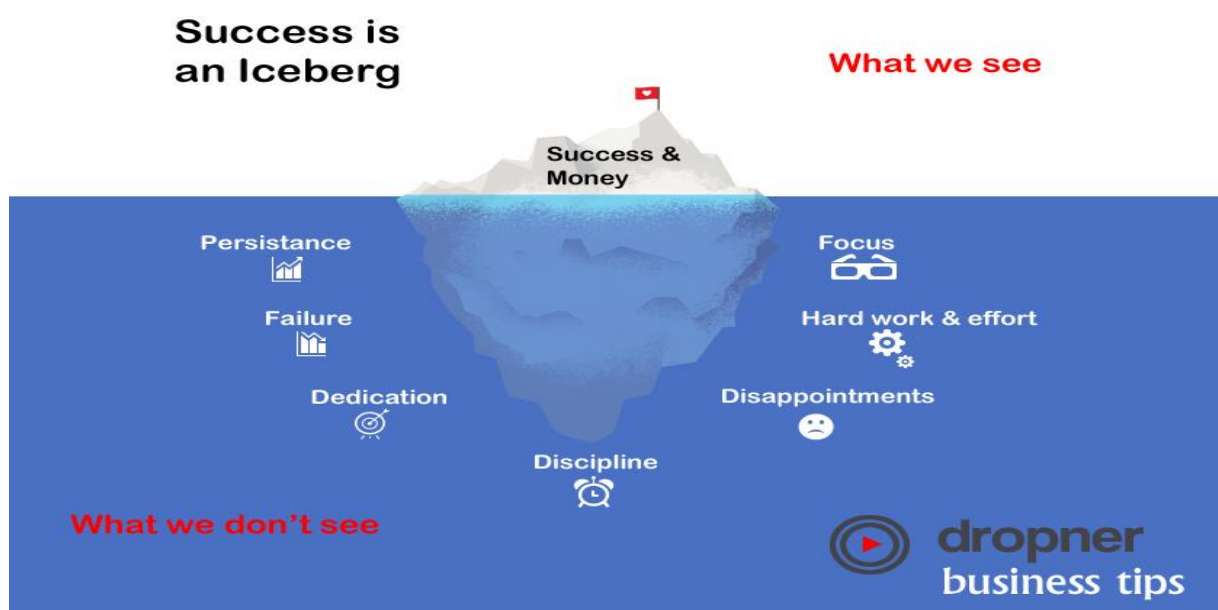 Success is
an Iceberg
What we see
Success &
Money
Persistance
Focus
Failure
Hard work & effort
Dedication
Disappointments
Discipline
What we don't see
dropner
business tips